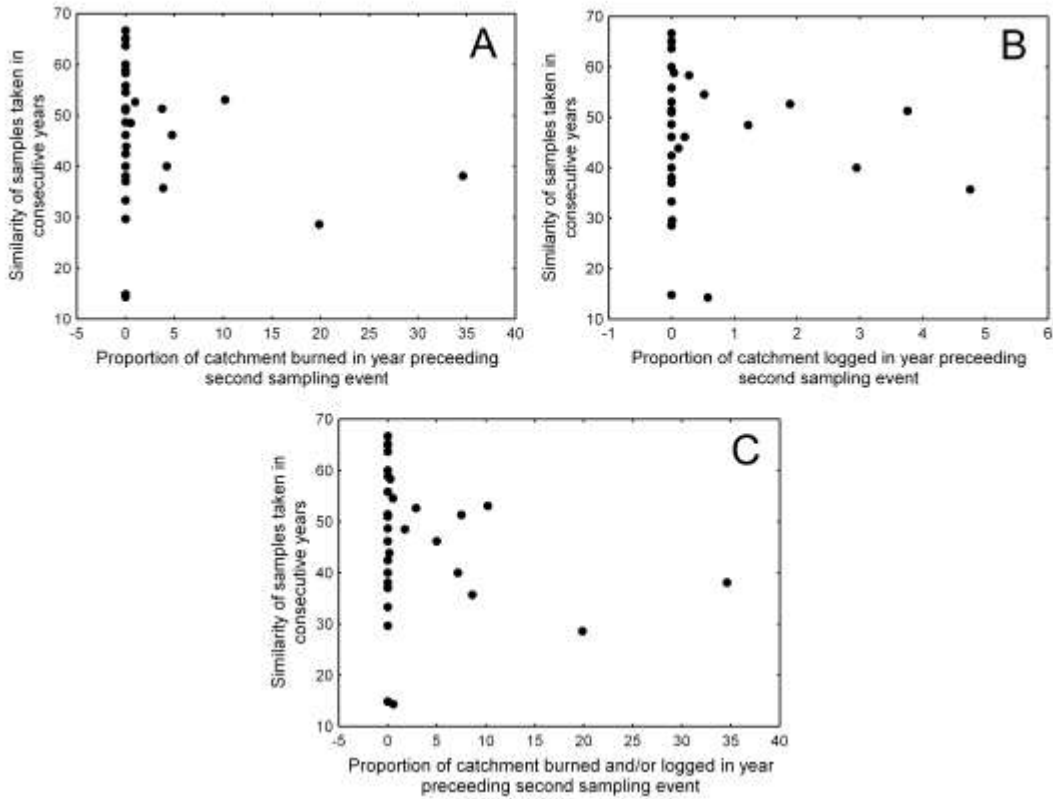 A
70
60
50
40
30
20
10
Similarity of samples taken in
consecutive years
-5 0 5 10 15 20 25 30 35 40
Proportion of catchment burned in year preceeding
second sampling event
B
70
60
50
40
30
20
10
Similarity of samples taken in
consecutive years
-1 0 1 2 3 4 5 6
Proportion of catchment logged in year preceeding
second sampling event
C
70
60
50
40
30
20
10
Similarity of samples taken in
consecutive years
-5 0 5 10 15 20 25 30 35 40
Proportion of catchment burned and/or logged in year
preceeding second sampling event